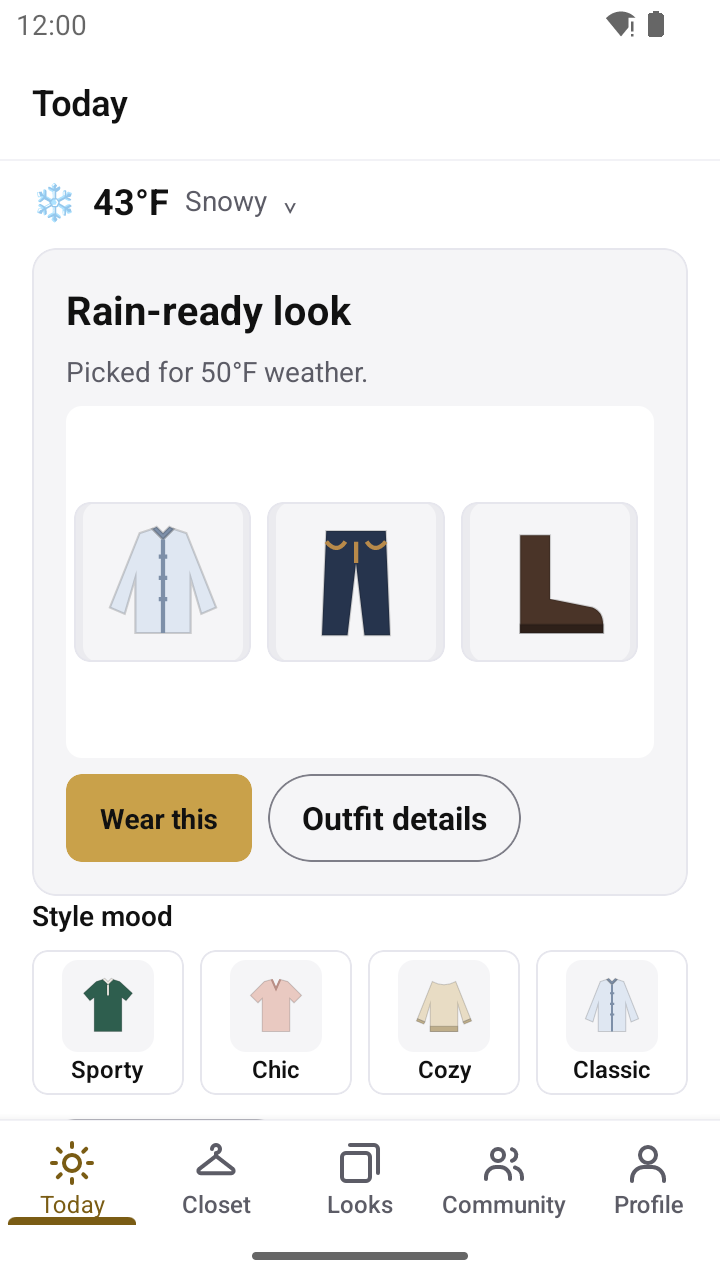 12:00
Today
43°F Snowy
Rain-ready look
Picked for 50°F weather.
Wear this
Outfit details
Style mood
Sporty
Chic
Cozy
Classic
Today
Closet
Looks
Community
Profile